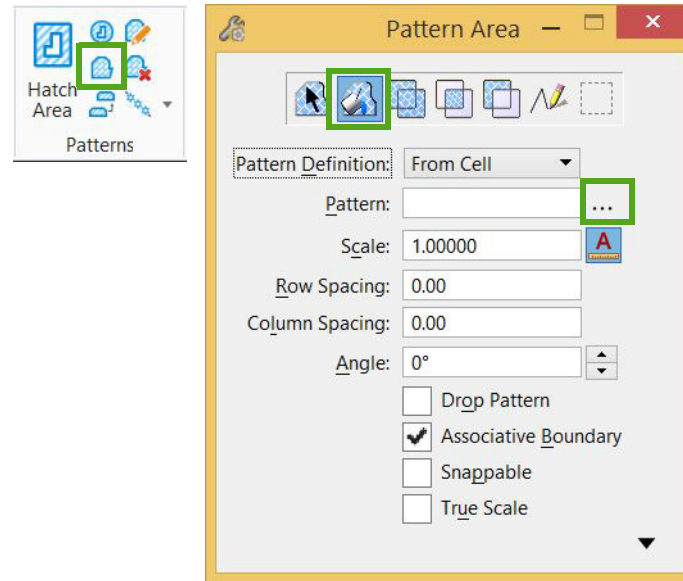 Hatch
Area
Patterns
Pattern Area
Pattern Definition: From Cell
Pattern: ...
Scale: 1.00000 A
Row Spacing: 0.00
Column Spacing: 0.00
Angle: 0°
Drop Pattern
Associative Boundary
Snappable
True Scale